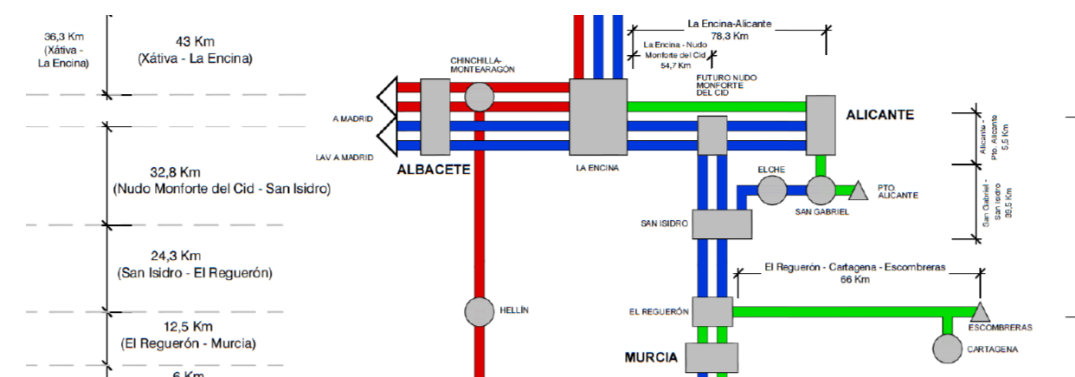 36,3 Km
(Xátiva -
La Encina)
43 Km
(Xátiva - La Encina)
La Encina-Alicante
78,3 Km
La Encina - Nudo
Monforte del Cid
54,7 Km
CHINCHILLA-
MONTEARAGÓN
FUTURO NUDO
MONFORTE
DEL CID
A MADRID
ALICANTE
Alicante -
Pto. Alicante
5,5 Km
LAV A MADRID
ALBACETE
LA ENCINA
32,8 Km
(Nudo Monforte del Cid - San Isidro)
ELCHE
PTO
ALICANTE
SAN GABRIEL
San Gabriel -
San Isidro
SAN ISIDRO
24,3 Km
(San Isidro - El Reguerón)
El Reguerón - Cartagena - Escombreras
66 Km
HELLÍN
EL REGUERÓN
12,5 Km
(El Reguerón - Murcia)
ESCOMBRERAS
CARTAGENA
MURCIA
6 Km